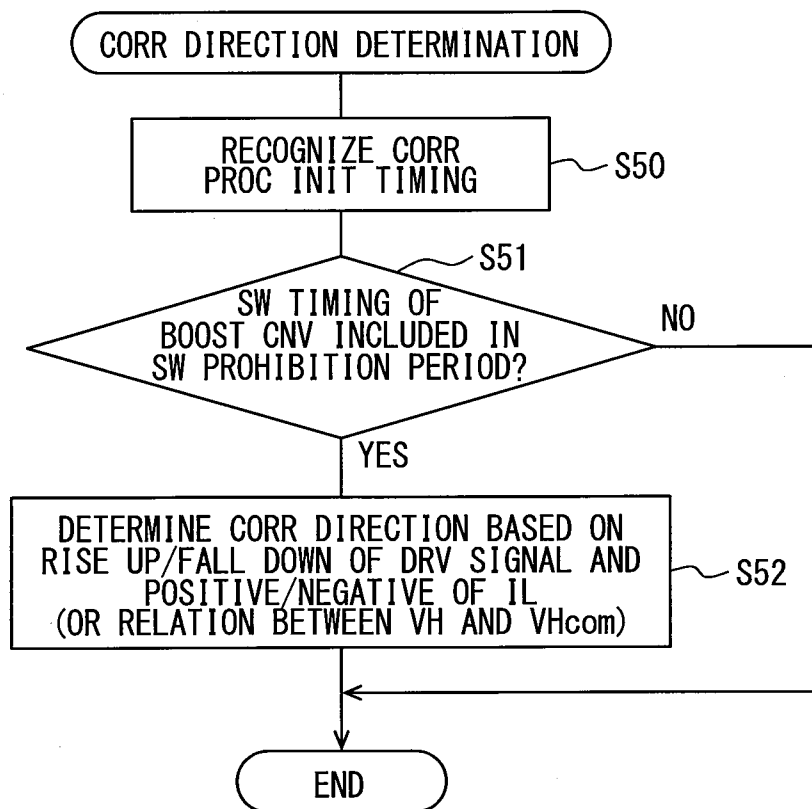 CORR DIRECTION DETERMINATION
RECOGNIZE CORR
PROC INIT TIMING
S50
S51
SW TIMING OF
BOOST CNV INCLUDED IN
SW PROHIBITION PERIOD?
NO
YES
DETERMINE CORR DIRECTION BASED ON
RISE UP/FALL DOWN OF DRV SIGNAL AND
POSITIVE/NEGATIVE OF IL
(OR RELATION BETWEEN VH AND VHcom)
S52
END